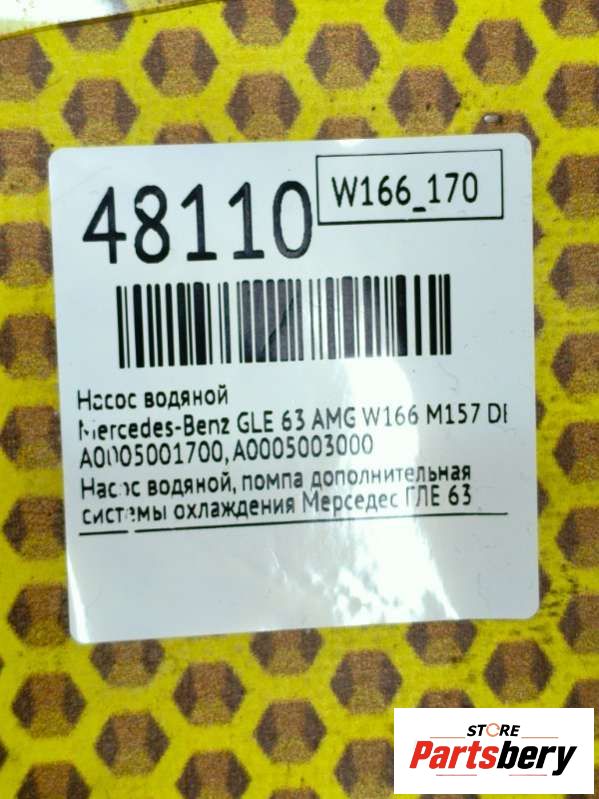 48110
W166_170
Насос водяной
Mercedes-Benz GLE 63 AMG W166 M157 DE
A0005001700, A0005003000
Насос водяной, помпа дополнительная
системы охлаждения Мерседес ГЛЕ 63
STORE
Partsbery